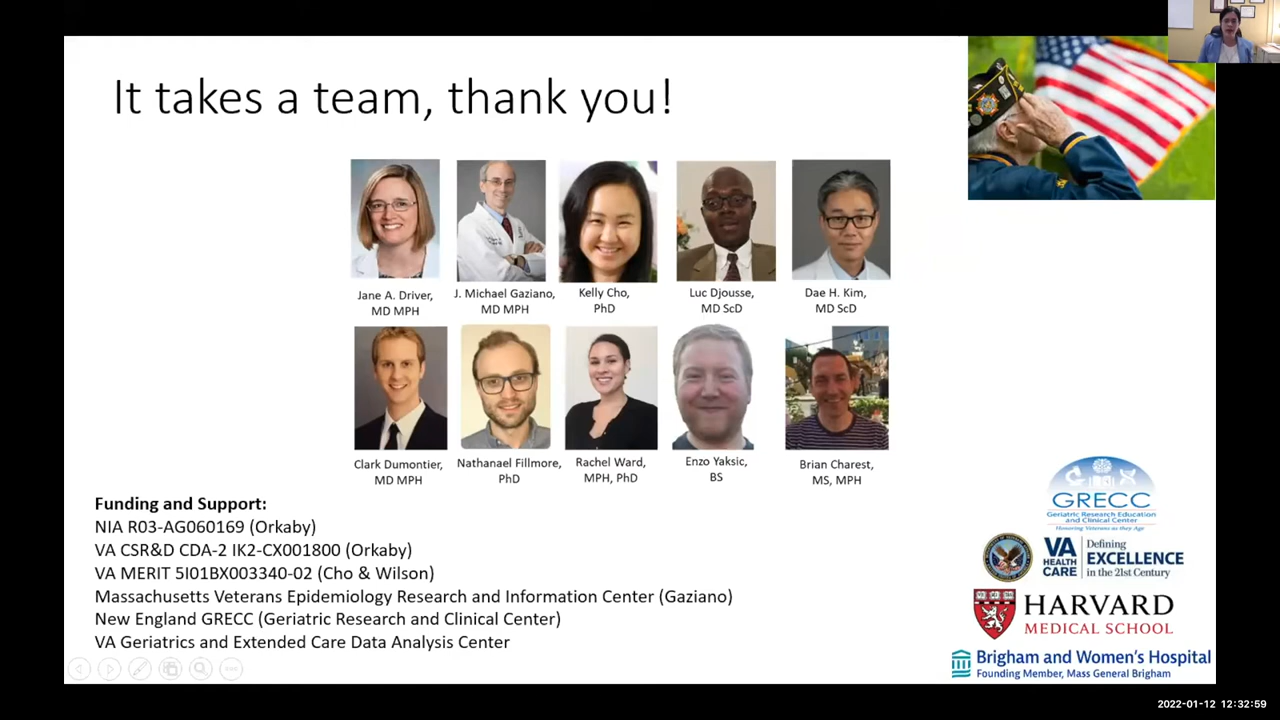 It takes a team, thank you!
Jane A. Driver,
MD MPH
J. Michael Gaziano,
MD MPH
Kelly Cho,
PhD
Luc Djousse,
MD ScD
Dae H. Kim,
MD ScD
Clark Dumontier,
MD MPH
Nathanael Fillmore,
PhD
Rachel Ward,
MPH, PhD
Enzo Yaksic,
BS
Brian Charest,
MS, MPH
Funding and Support:
NIA R03-AG060169 (Orkaby)
VA CSR&D CDA-2 IK2-CX001800 (Orkaby)
VA MERIT 5I01BX003340-02 (Cho & Wilson)
Massachusetts Veterans Epidemiology Research and Information Center (Gaziano)
New England GRECC (Geriatric Research and Clinical Center)
VA Geriatrics and Extended Care Data Analysis Center
GRECC
Geriatric Research Education
and Clinical Center
Honoring Veterans as they Age
VA
HEALTH
CARE
Defining
EXCELLENCE
in the 21st Century
HARVARD
MEDICAL SCHOOL
Brigham and Women's Hospital
Founding Member, Mass General Brigham
2022-01-12 12:32:59